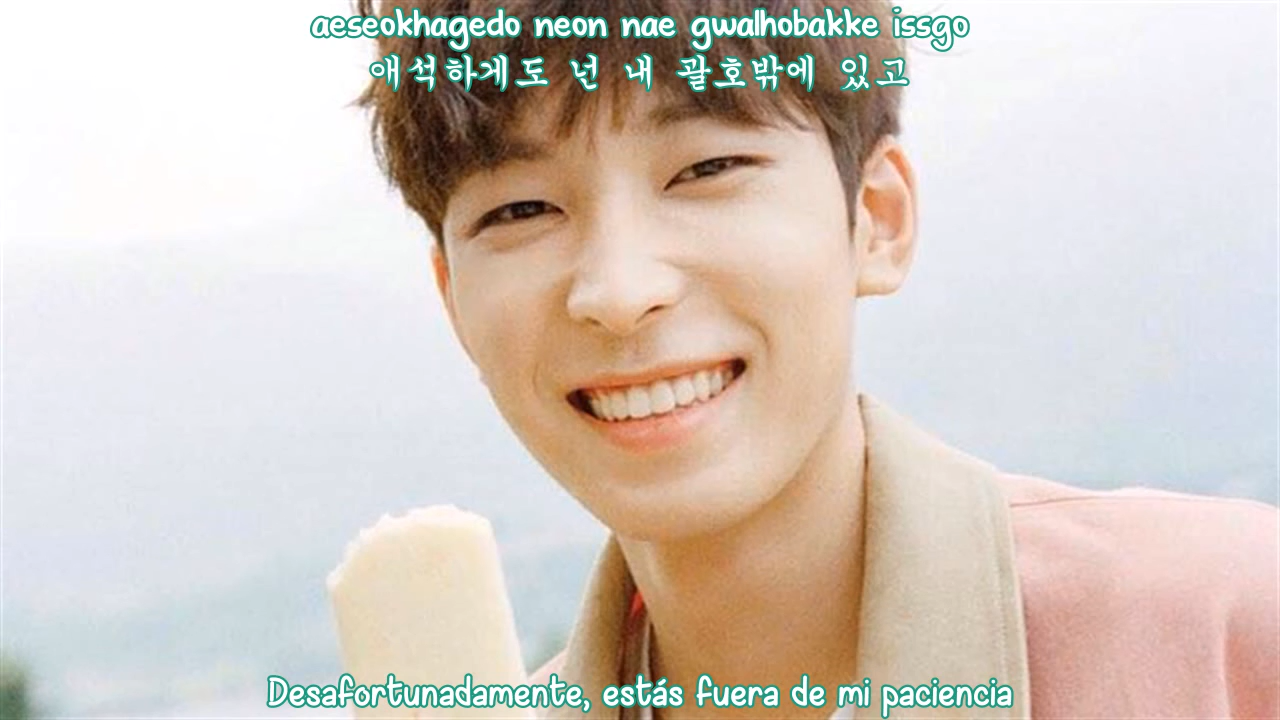 aeseokhagedo neon nae gwalhobakke issgo
애석하게도 넌 내 괄호밖에 있고
Desafortunadamente, estás fuera de mi paciencia